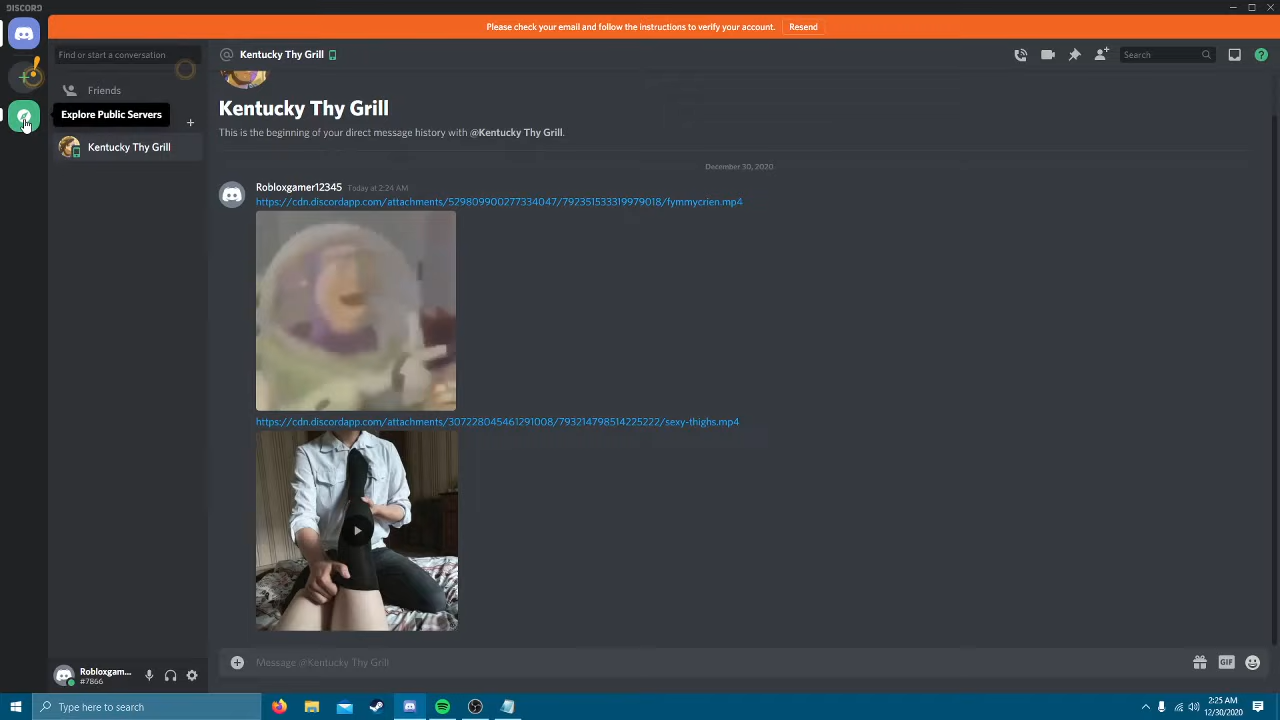 DISCORD
Please check your email and follow the instructions to verify your account.
Resend
Find or start a conversation
Kentucky Thy Grill
Search
Friends
Explore Public Servers
Kentucky Thy Grill
Kentucky Thy Grill
This is the beginning of your direct message history with @Kentucky Thy Grill.
December 30, 2020
Robloxgamer12345 Today at 2:24 AM
https://cdn.discordapp.com/attachments/529809900277334047/792351533319979018/fymmycrien.mp4
https://cdn.discordapp.com/attachments/307228045461291008/793214798514225222/sexy-thighs.mp4
Message @Kentucky Thy Grill
GIF
Robloxgam...
#7866
Type here to search
2:25 AM
12/30/2020